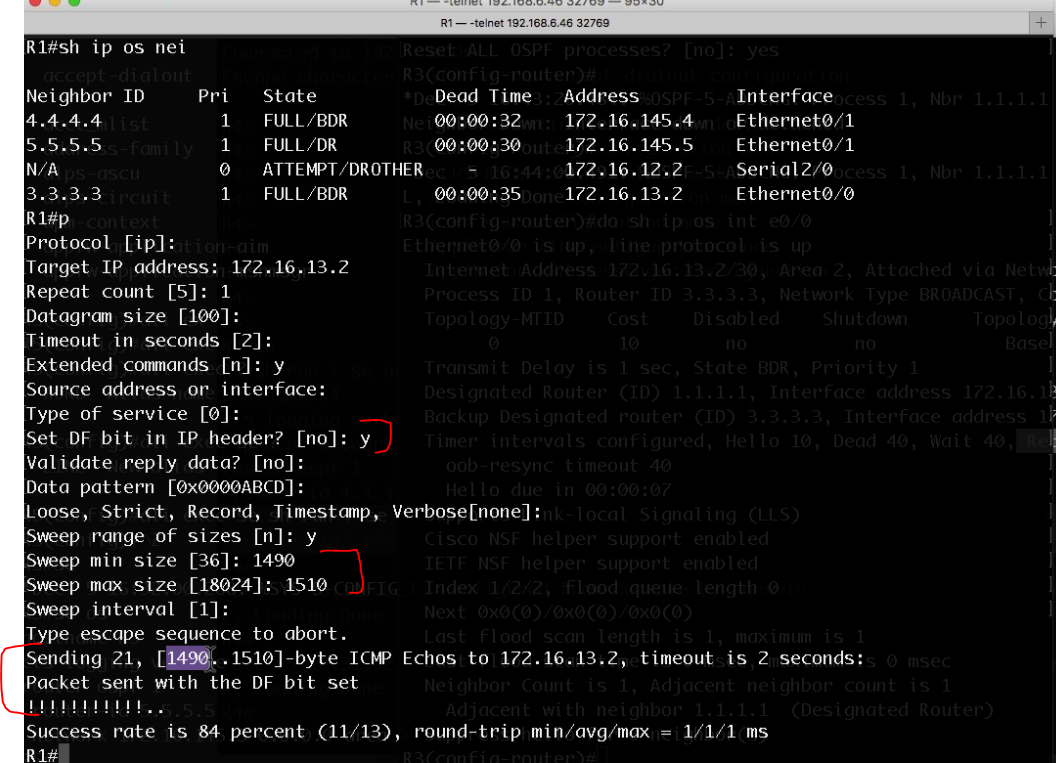 R1 — -telnet 192.168.6.46 32769 — 95×30
R1 — -telnet 192.168.6.46 32769
R1#sh ip os nei
Neighbor ID Pri State Dead Time Address Interface
4.4.4.4 1 FULL/BDR 00:00:32 172.16.145.4 Ethernet0/1
5.5.5.5 1 FULL/DR 00:00:30 172.16.145.5 Ethernet0/1
N/A 0 ATTEMPT/DROTHER - 172.16.12.2 Serial2/0
3.3.3.3 1 FULL/BDR 00:00:35 172.16.13.2 Ethernet0/0
R1#p
Protocol [ip]:
Target IP address: 172.16.13.2
Repeat count [5]: 1
Datagram size [100]:
Timeout in seconds [2]:
Extended commands [n]: y
Source address or interface:
Type of service [0]:
Set DF bit in IP header? [no]: y
Validate reply data? [no]:
Data pattern [0x0000ABCD]:
Loose, Strict, Record, Timestamp, Verbose[none]:
Sweep range of sizes [n]: y
Sweep min size [36]: 1490
Sweep max size [18024]: 1510
Sweep interval [1]:
Type escape sequence to abort.
Sending 21, [1490..1510]-byte ICMP Echos to 172.16.13.2, timeout is 2 seconds:
Packet sent with the DF bit set
!!!!!!!!!!!..
Success rate is 84 percent (11/13), round-trip min/avg/max = 1/1/1 ms
R1#
Reset ALL OSPF processes? [no]: yes
R3(config-router)#
R3(config-router)#do sh ip os int e0/0
Ethernet0/0 is up, line protocol is up
Internet Address 172.16.13.2/30, Area 2, Attached via Netw
Process ID 1, Router ID 3.3.3.3, Network Type BROADCAST, C
Topology-MTID Cost Disabled Shutdown Topolog
0 10 no no Base
Transmit Delay is 1 sec, State BDR, Priority 1
Designated Router (ID) 1.1.1.1, Interface address 172.16.1
Backup Designated router (ID) 3.3.3.3, Interface address 1
Timer intervals configured, Hello 10, Dead 40, Wait 40, Re
oob-resync timeout 40
Hello due in 00:00:07
Supports Link-local Signaling (LLS)
Cisco NSF helper support enabled
IETF NSF helper support enabled
Index 1/2/2, flood queue length 0
Next 0x0(0)/0x0(0)/0x0(0)
Last flood scan length is 1, maximum is 1
Neighbor Count is 1, Adjacent neighbor count is 1
Adjacent with neighbor 1.1.1.1 (Designated Router)
R3(config-router)#